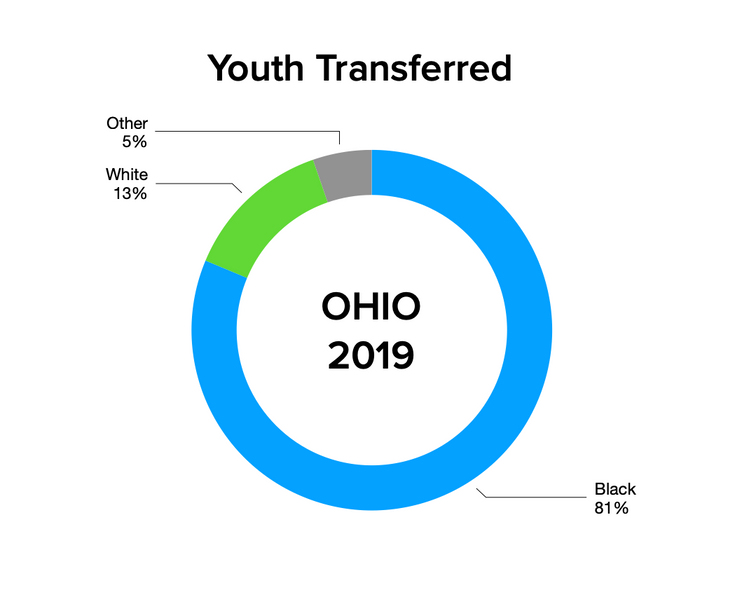 Youth Transferred
Other
5%
White
13%
OHIO
2019
Black
81%